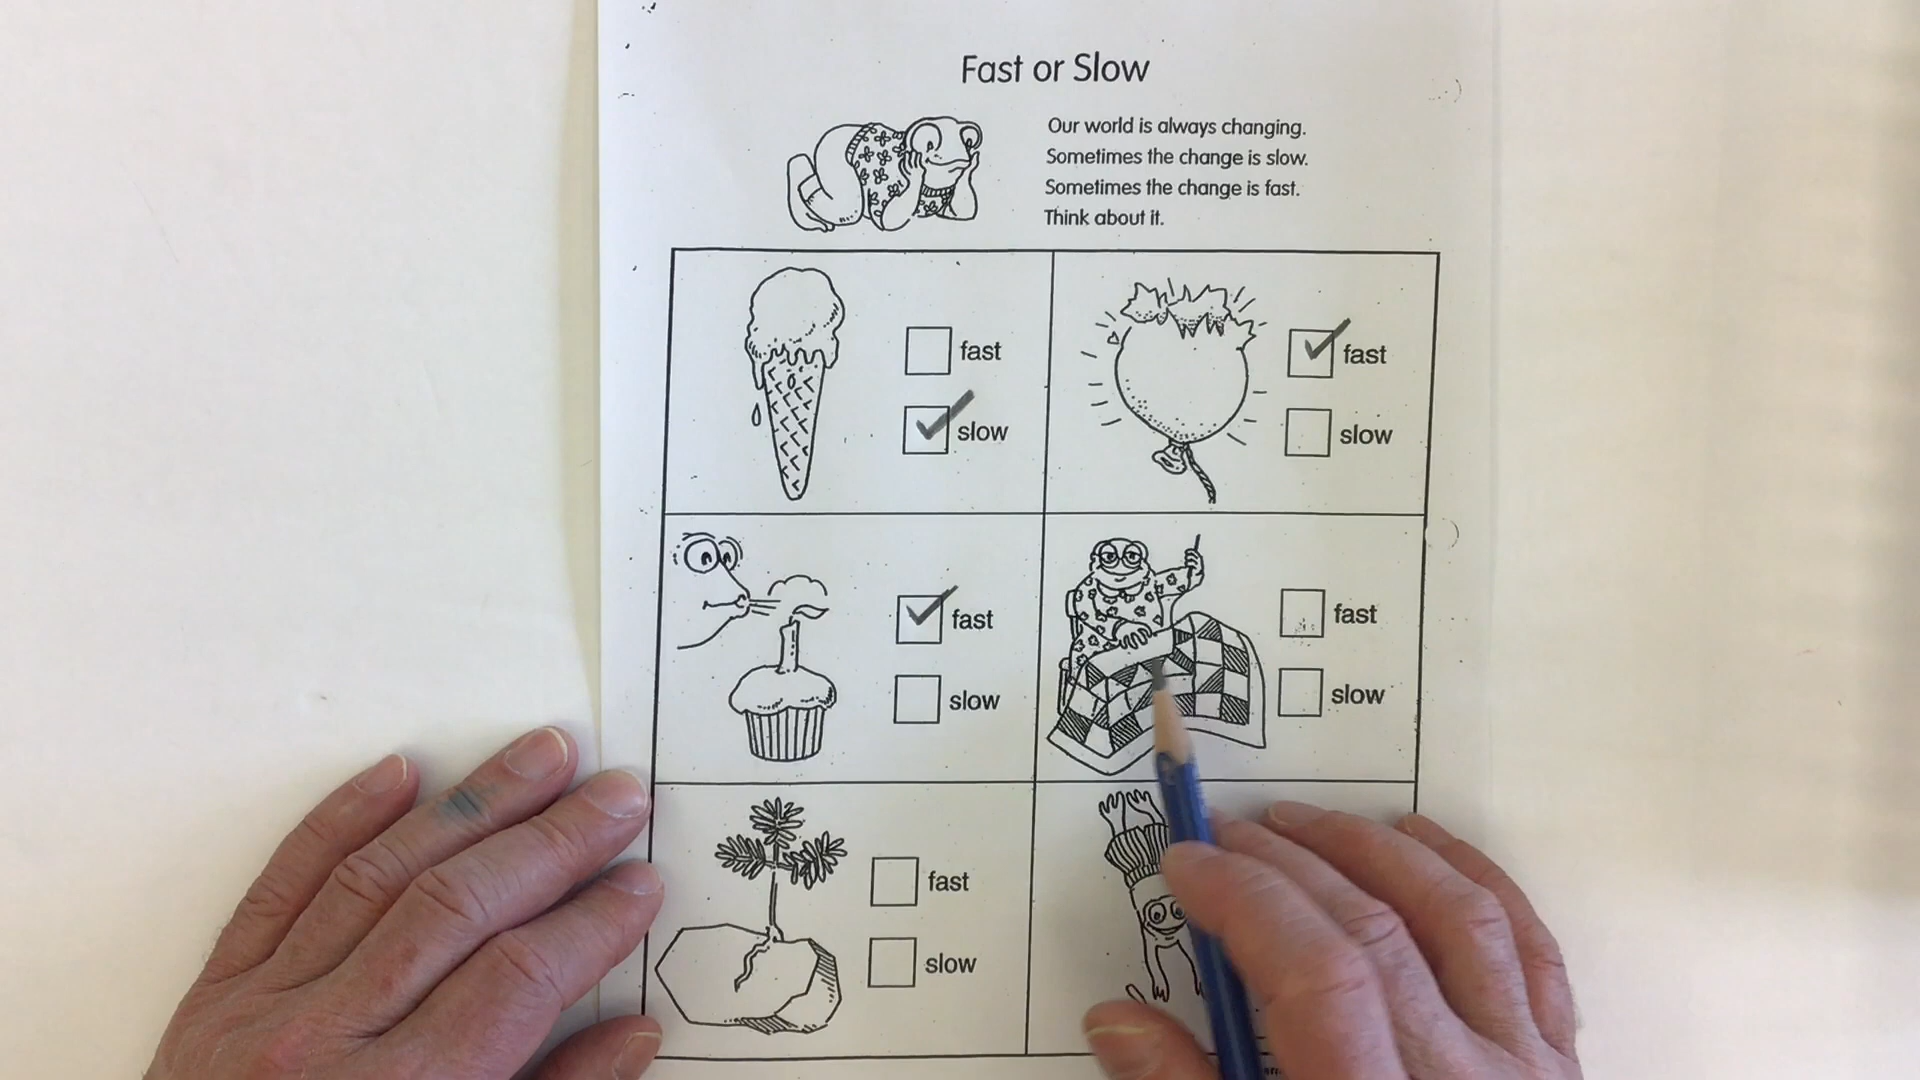 Fast or Slow
Our world is always changing.
Sometimes the change is slow.
Sometimes the change is fast.
Think about it.
fast
slow
fast
slow
fast
slow
fast
slow
fast
slow